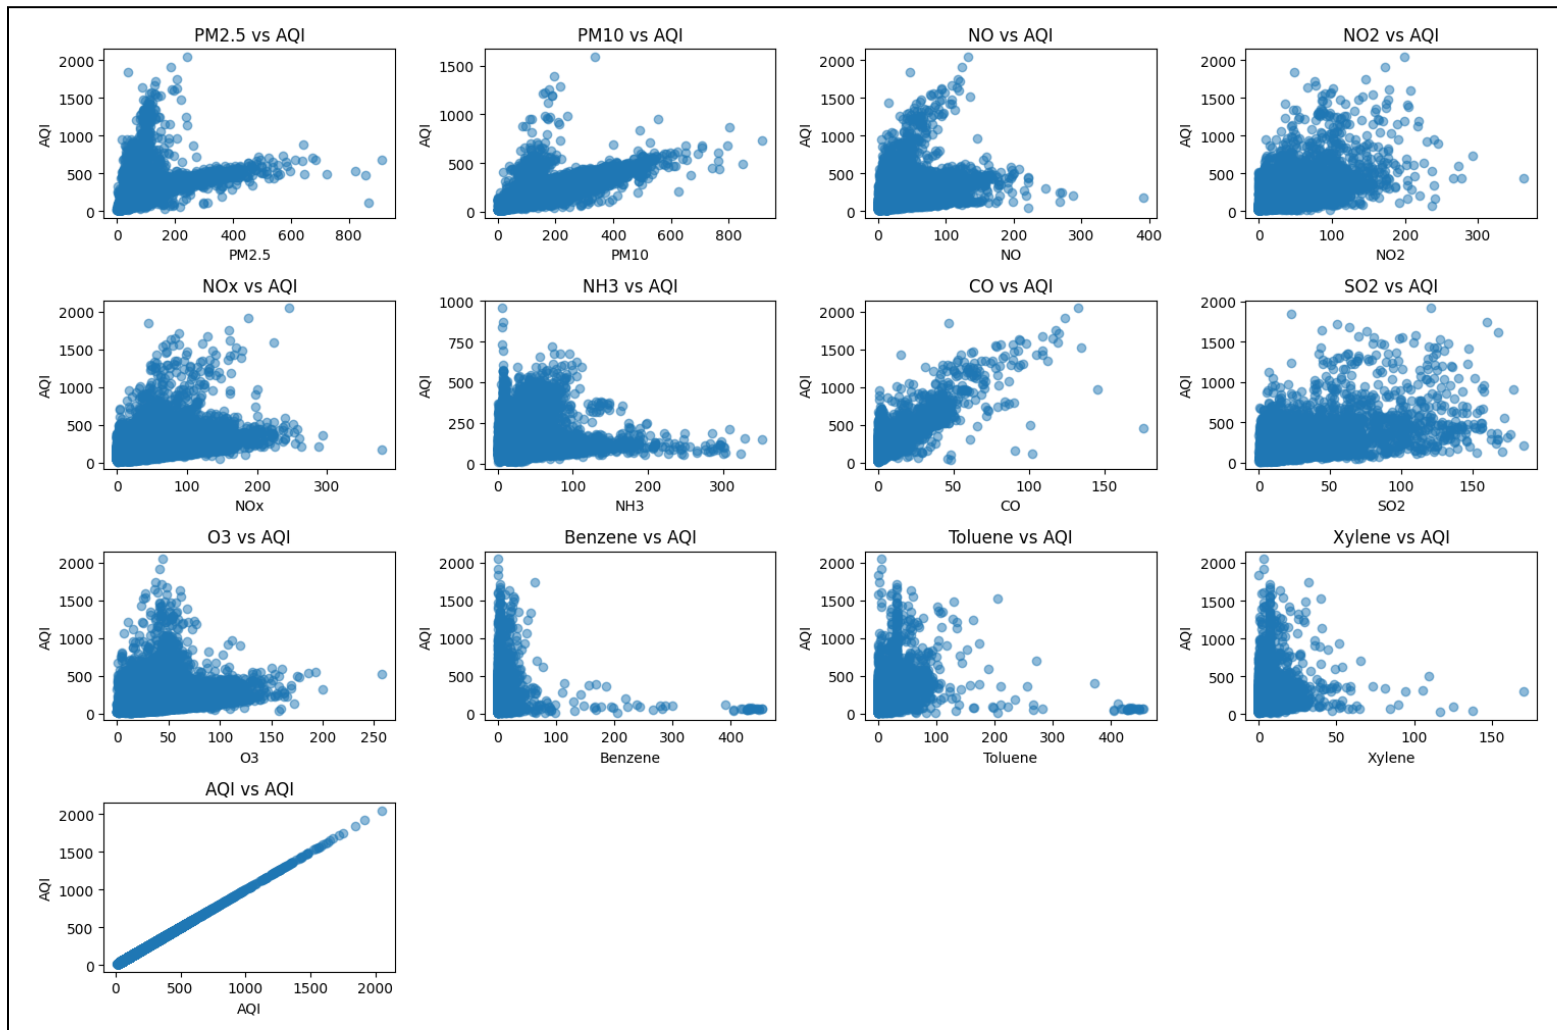 PM2.5 vs AQI
PM10 vs AQI
NO vs AQI
NO2 vs AQI
2000
1500
1000
500
0
AQI
0 200 400 600 800
PM2.5
1500
1000
500
0
AQI
0 200 400 600 800
PM10
2000
1500
1000
500
0
AQI
0 100 200 300 400
NO
2000
1500
1000
500
0
AQI
0 100 200 300
NO2
NOx vs AQI
NH3 vs AQI
CO vs AQI
SO2 vs AQI
2000
1500
1000
500
0
AQI
0 100 200 300
NOx
1000
750
500
250
0
AQI
0 100 200 300
NH3
2000
1500
1000
500
0
AQI
0 50 100 150
CO
2000
1500
1000
500
0
AQI
0 50 100 150
SO2
O3 vs AQI
Benzene vs AQI
Toluene vs AQI
Xylene vs AQI
2000
1500
1000
500
0
AQI
0 50 100 150 200 250
O3
2000
1500
1000
500
0
AQI
0 100 200 300 400
Benzene
2000
1500
1000
500
0
AQI
0 100 200 300 400
Toluene
2000
1500
1000
500
0
AQI
0 50 100 150
Xylene
AQI vs AQI
2000
1500
1000
500
0
AQI
0 500 1000 1500 2000
AQI